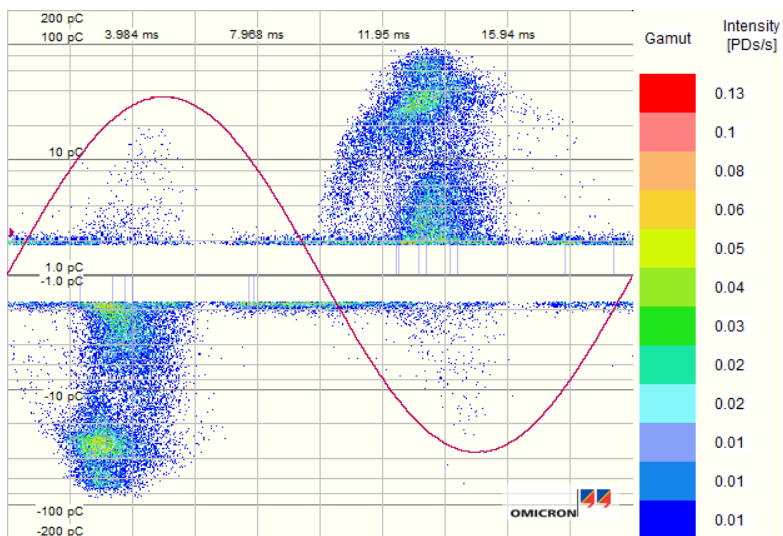 200 pC
100 pC
3.984 ms
7.968 ms
11.95 ms
15.94 ms
10 pC
1.0 pC
-1.0 pC
-10 pC
-100 pC
-200 pC
OMICRON
Gamut
Intensity
[PDs/s]
0.13
0.1
0.08
0.06
0.05
0.04
0.03
0.02
0.02
0.01
0.01
0.01